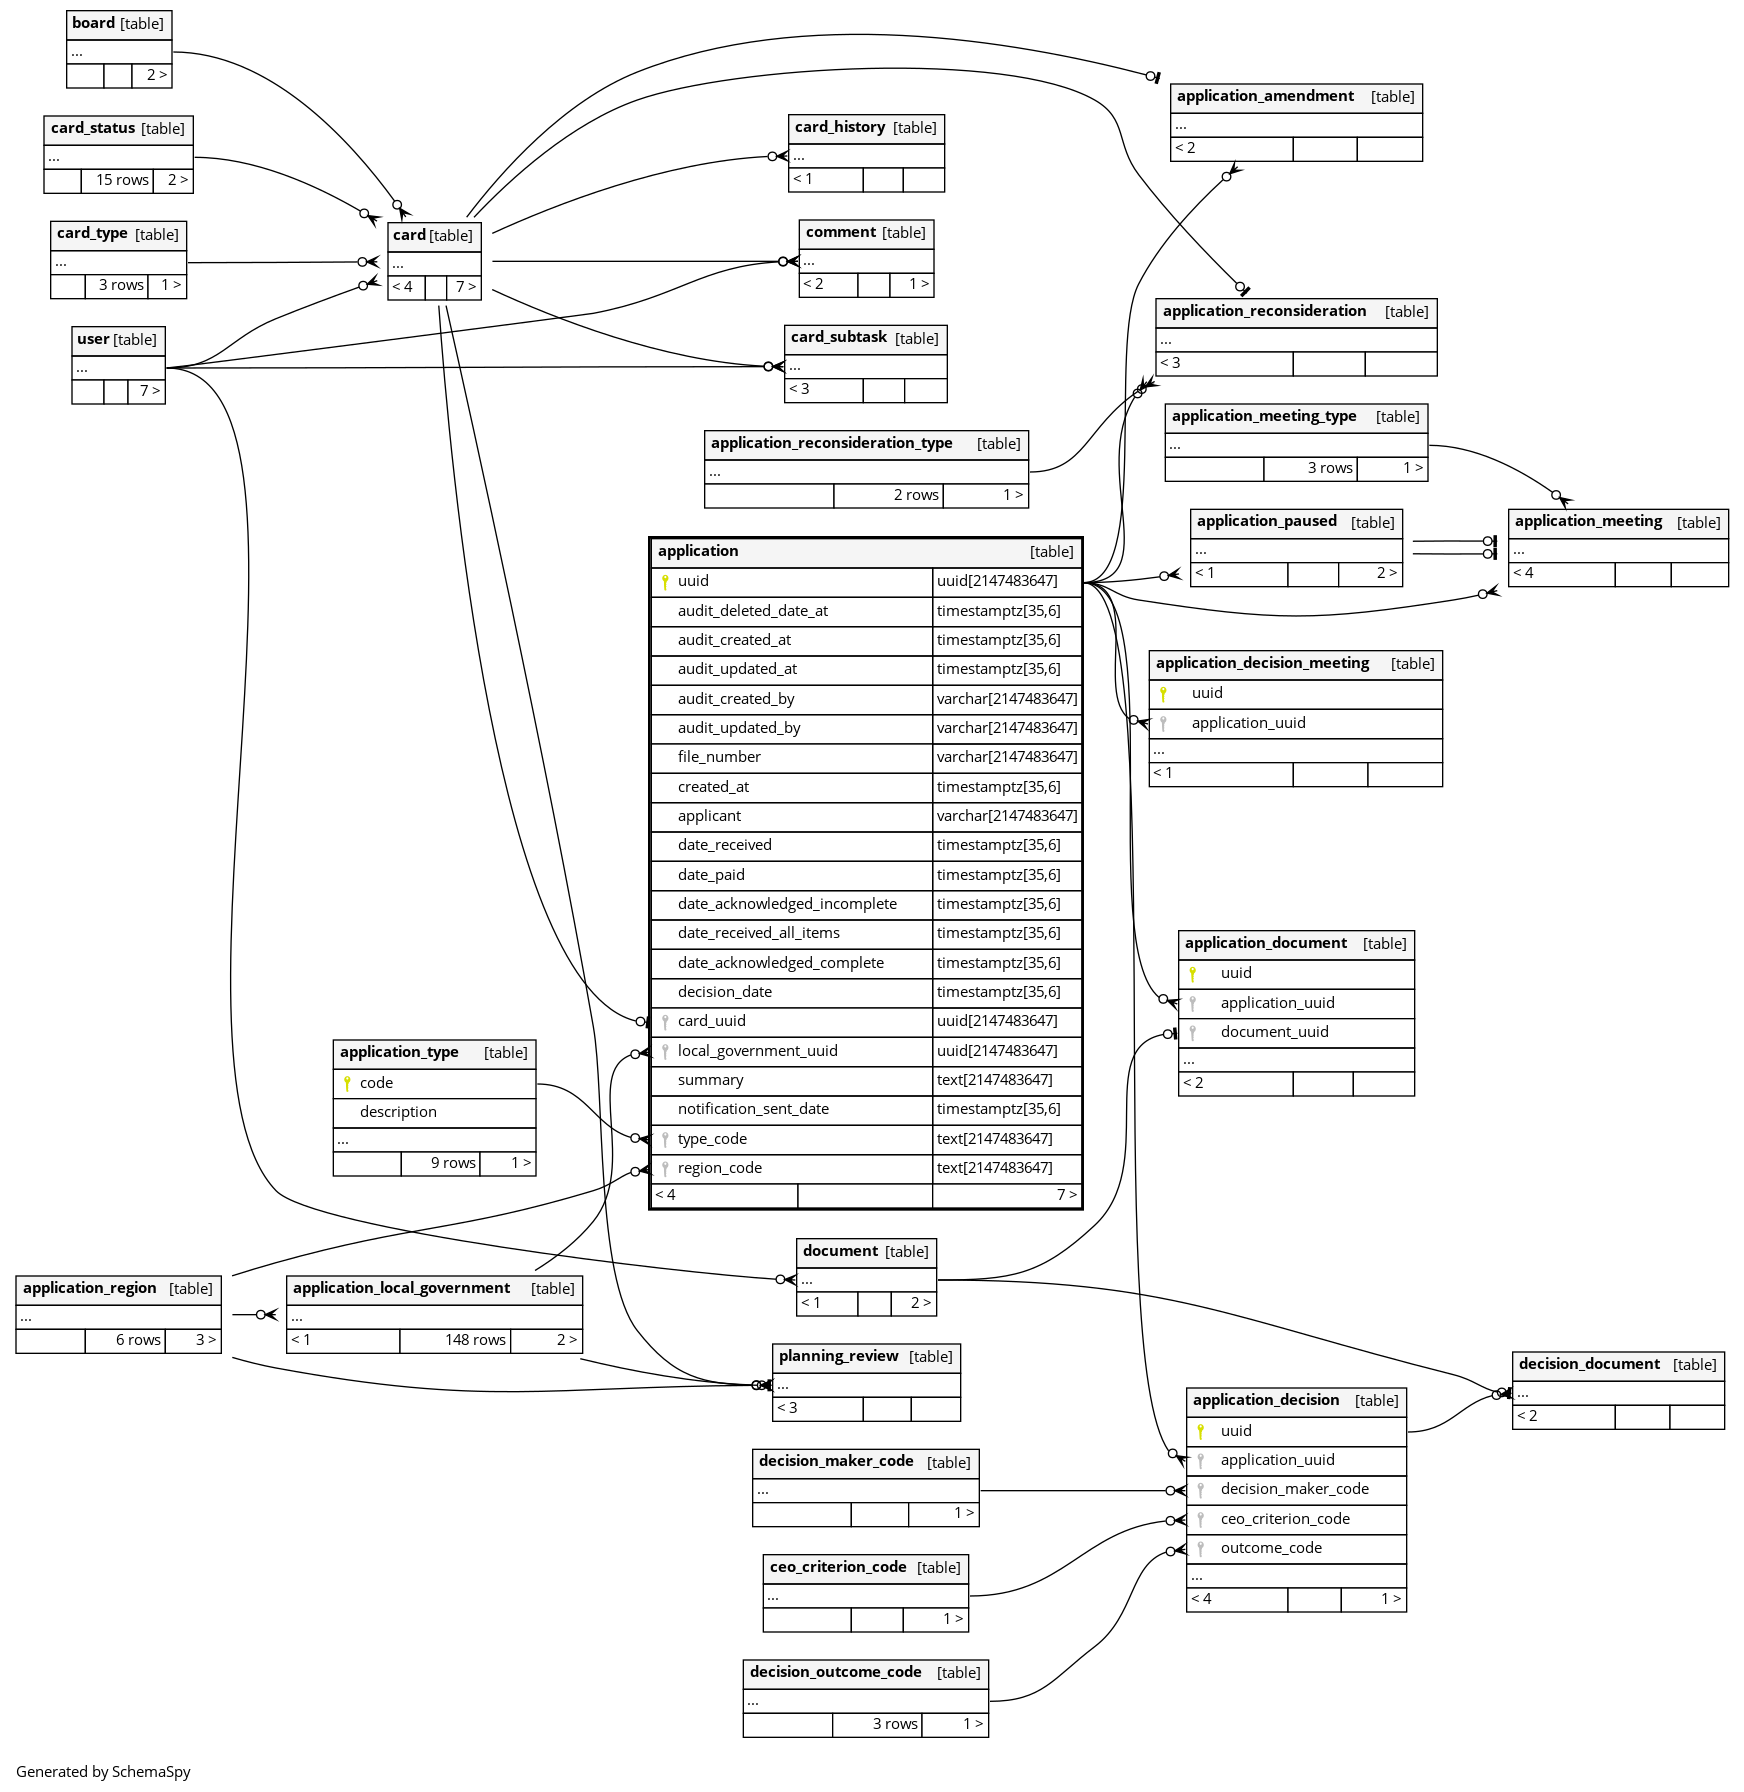 board [table]
...
2 >
card_status [table]
...
15 rows 2 >
card_type [table]
...
3 rows 1 >
user [table]
...
7 >
card [table]
...
< 4 7 >
card_history [table]
...
< 1
comment [table]
...
< 2 1 >
card_subtask [table]
...
< 3
application_reconsideration_type [table]
...
2 rows 1 >
application_amendment [table]
...
< 2
application_reconsideration [table]
...
< 3
application_meeting_type [table]
...
3 rows 1 >
application_paused [table]
...
< 1 2 >
application_meeting [table]
...
< 4
application [table]
uuid uuid[2147483647]
audit_deleted_date_at timestamptz[35,6]
audit_created_at timestamptz[35,6]
audit_updated_at timestamptz[35,6]
audit_created_by varchar[2147483647]
audit_updated_by varchar[2147483647]
file_number varchar[2147483647]
created_at timestamptz[35,6]
applicant varchar[2147483647]
date_received timestamptz[35,6]
date_paid timestamptz[35,6]
date_acknowledged_incomplete timestamptz[35,6]
date_received_all_items timestamptz[35,6]
date_acknowledged_complete timestamptz[35,6]
decision_date timestamptz[35,6]
card_uuid uuid[2147483647]
local_government_uuid uuid[2147483647]
summary text[2147483647]
notification_sent_date timestamptz[35,6]
type_code text[2147483647]
region_code text[2147483647]
< 4 7 >
application_decision_meeting [table]
uuid
application_uuid
...
< 1
application_document [table]
uuid
application_uuid
document_uuid
...
< 2
application_type [table]
code
description
...
9 rows 1 >
application_region [table]
...
6 rows 3 >
application_local_government [table]
...
< 1 148 rows 2 >
document [table]
...
< 1 2 >
planning_review [table]
...
< 3
decision_maker_code [table]
...
1 >
ceo_criterion_code [table]
...
1 >
decision_outcome_code [table]
...
3 rows 1 >
application_decision [table]
uuid
application_uuid
decision_maker_code
ceo_criterion_code
outcome_code
...
< 4 1 >
decision_document [table]
...
< 2
Generated by SchemaSpy